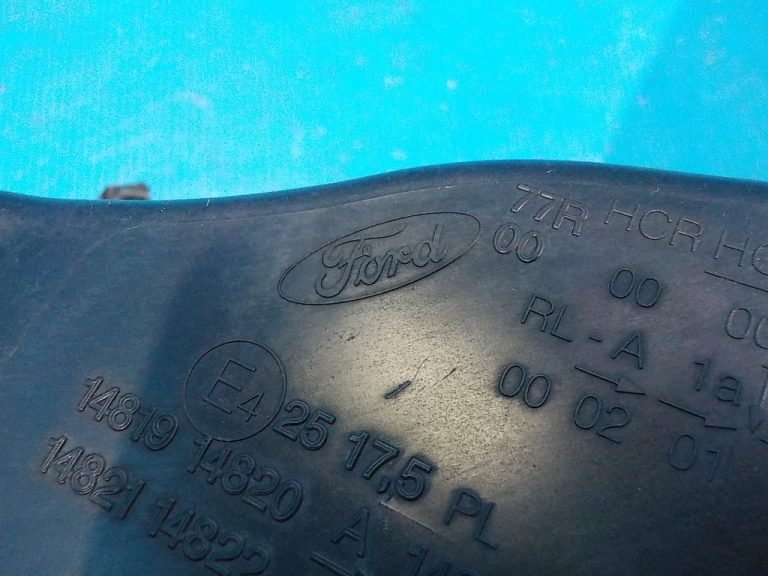 Ford
77R HCR
00 00
RL-A 1a
00 02 01
E4 25 17,5 PL
14819 14820 A
14821 14822